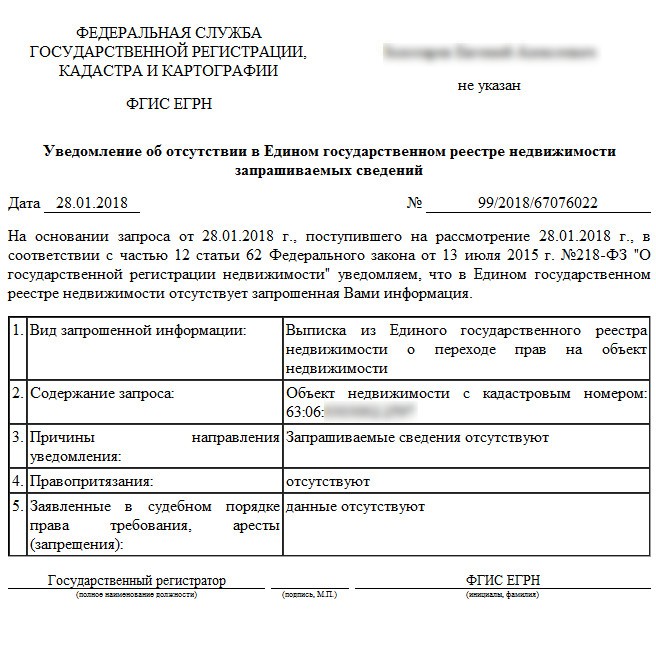 ФЕДЕРАЛЬНАЯ СЛУЖБА
ГОСУДАРСТВЕННОЙ РЕГИСТРАЦИИ,
КАДАСТРА И КАРТОГРАФИИ
ФГИС ЕГРН
не указан
Уведомление об отсутствии в Едином государственном реестре недвижимости
запрашиваемых сведений
Дата 28.01.2018 № 99/2018/67076022
На основании запроса от 28.01.2018 г., поступившего на рассмотрение 28.01.2018 г., в
соответствии с частью 12 статьи 62 Федерального закона от 13 июля 2015 г. №218-ФЗ "О
государственной регистрации недвижимости" уведомляем, что в Едином государственном
реестре недвижимости отсутствует запрошенная Вами информация.
1. Вид запрошенной информации:
Выписка из Единого государственного реестра
недвижимости о переходе прав на объект
недвижимости
2. Содержание запроса:
Объект недвижимости с кадастровым номером:
63:06:
3. Причины направления
уведомления:
Запрашиваемые сведения отсутствуют
4. Правопритязания:
отсутствуют
5. Заявленные в судебном порядке
права требования, аресты
(запрещения):
данные отсутствуют
Государственный регистратор
(полное наименование должности)
(подпись, М.П.)
ФГИС ЕГРН
(инициалы, фамилия)